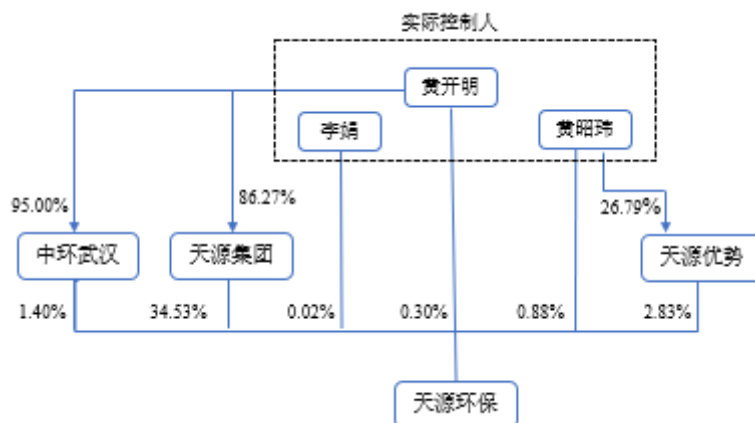 实际控制人
黄开明
李娟
黄昭玮
95.00%
86.27%
26.79%
中环武汉
天源集团
天源优势
1.40%
34.53%
0.02%
0.30%
0.88%
2.83%
天源环保